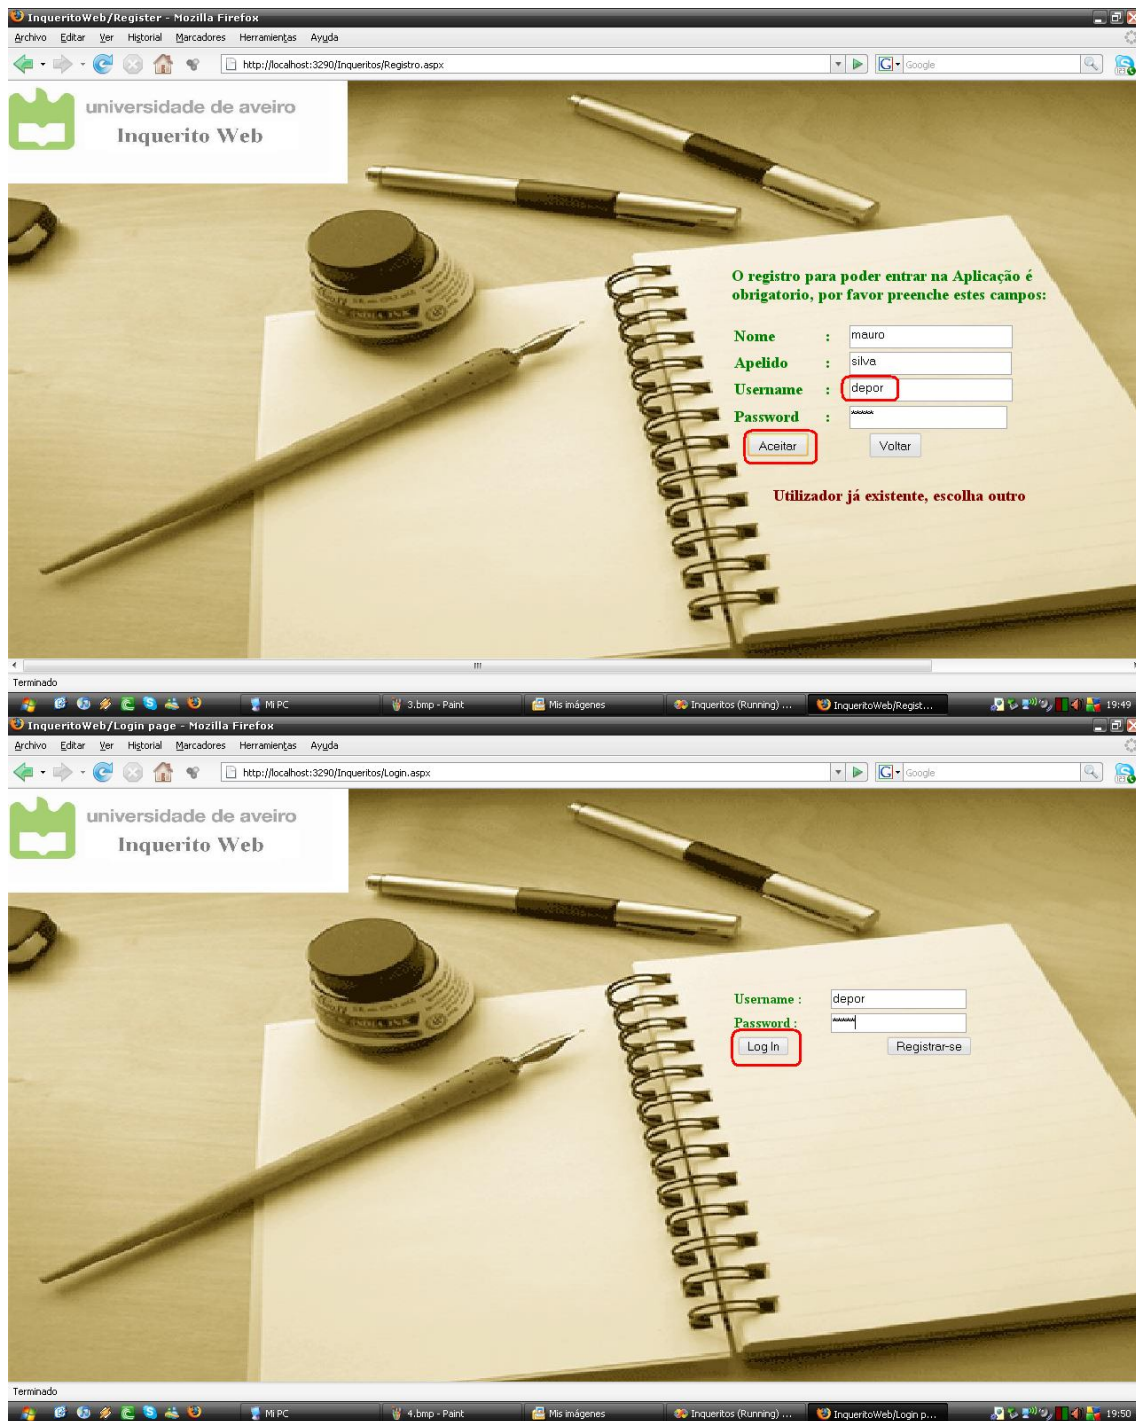 InqueritoWeb/Register - Mozilla Firefox
Archivo Editar Ver Historial Marcadores Herramientas Ayuda
http://localhost:3290/Inqueritos/Registro.aspx
G Google
universidade de aveiro
Inquerito Web
O registro para poder entrar na Aplicação é
obrigatorio, por favor preenche estes campos:
Nome : mauro
Apelido : silva
Username : depor
Password : *****
Aceitar Voltar
Utilizador já existente, escolha outro
Terminado
Mi PC 3.bmp - Paint Mis imágenes Inqueritos (Running) ... InqueritoWeb/Regist... 19:49
InqueritoWeb/Login page - Mozilla Firefox
Archivo Editar Ver Historial Marcadores Herramientas Ayuda
http://localhost:3290/Inqueritos/Login.aspx
G Google
universidade de aveiro
Inquerito Web
Username : depor
Password : *****
Log In Registrar-se
Terminado
Mi PC 4.bmp - Paint Mis imágenes Inqueritos (Running) ... InqueritoWeb/Login p... 19:50